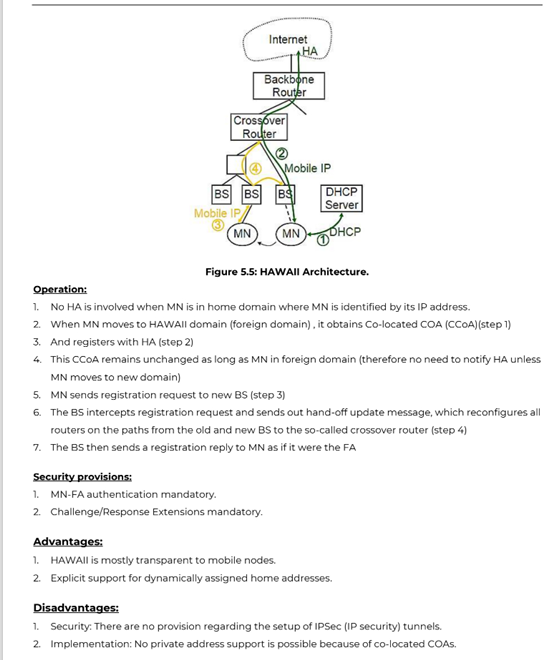 Internet
HA
Backbone
Router
Crossover
Router
②
④
Mobile IP
BS
BS
BS
DHCP
Server
Mobile IP
③
MN
MN
①
DHCP
Figure 5.5: HAWAII Architecture.
Operation:
1. No HA is involved when MN is in home domain where MN is identified by its IP address.
2. When MN moves to HAWAII domain (foreign domain) , it obtains Co-located COA (CCoA)(step 1)
3. And registers with HA (step 2)
4. This CCoA remains unchanged as long as MN in foreign domain (therefore no need to notify HA unless
MN moves to new domain)
5. MN sends registration request to new BS (step 3)
6. The BS intercepts registration request and sends out hand-off update message, which reconfigures all
routers on the paths from the old and new BS to the so-called crossover router (step 4)
7. The BS then sends a registration reply to MN as if it were the FA
Security provisions:
1. MN-FA authentication mandatory.
2. Challenge/Response Extensions mandatory.
Advantages:
1. HAWAII is mostly transparent to mobile nodes.
2. Explicit support for dynamically assigned home addresses.
Disadvantages:
1. Security: There are no provision regarding the setup of IPSec (IP security) tunnels.
2. Implementation: No private address support is possible because of co-located COAs.